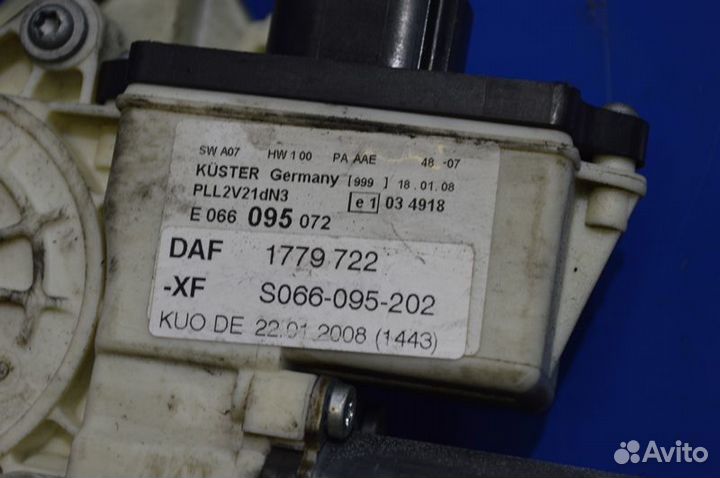 SW A07 HW 1 00 PA AAE 48 -07
KÜSTER Germany [999 ] 18 .01 .08
PLL2V21dN3 e 1 03 4918
E 066 095 072
DAF 1779 722
-XF S066-095-202
KUO DE 22.01.2008 (1443)
Avito